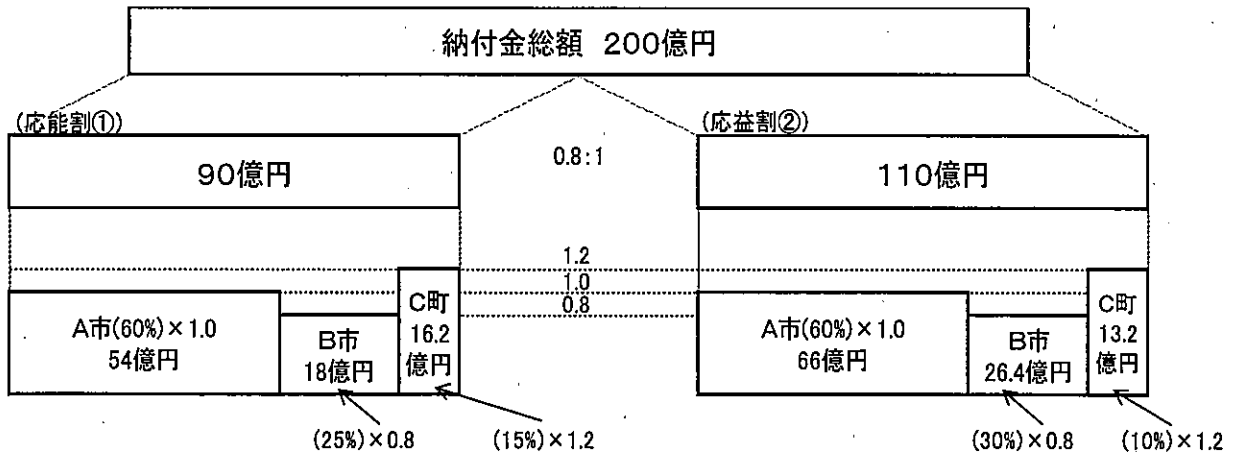 納付金総額 200億円
(応能割①)
(応益割②)
90億円
0.8:1
110億円
1.2
1.0
0.8
A市(60%)×1.0
54億円
B市
18億円
C町
16.2
億円
A市(60%)×1.0
66億円
B市
26.4億円
C町
13.2
億円
(25%)×0.8
(15%)×1.2
(30%)×0.8
(10%)×1.2